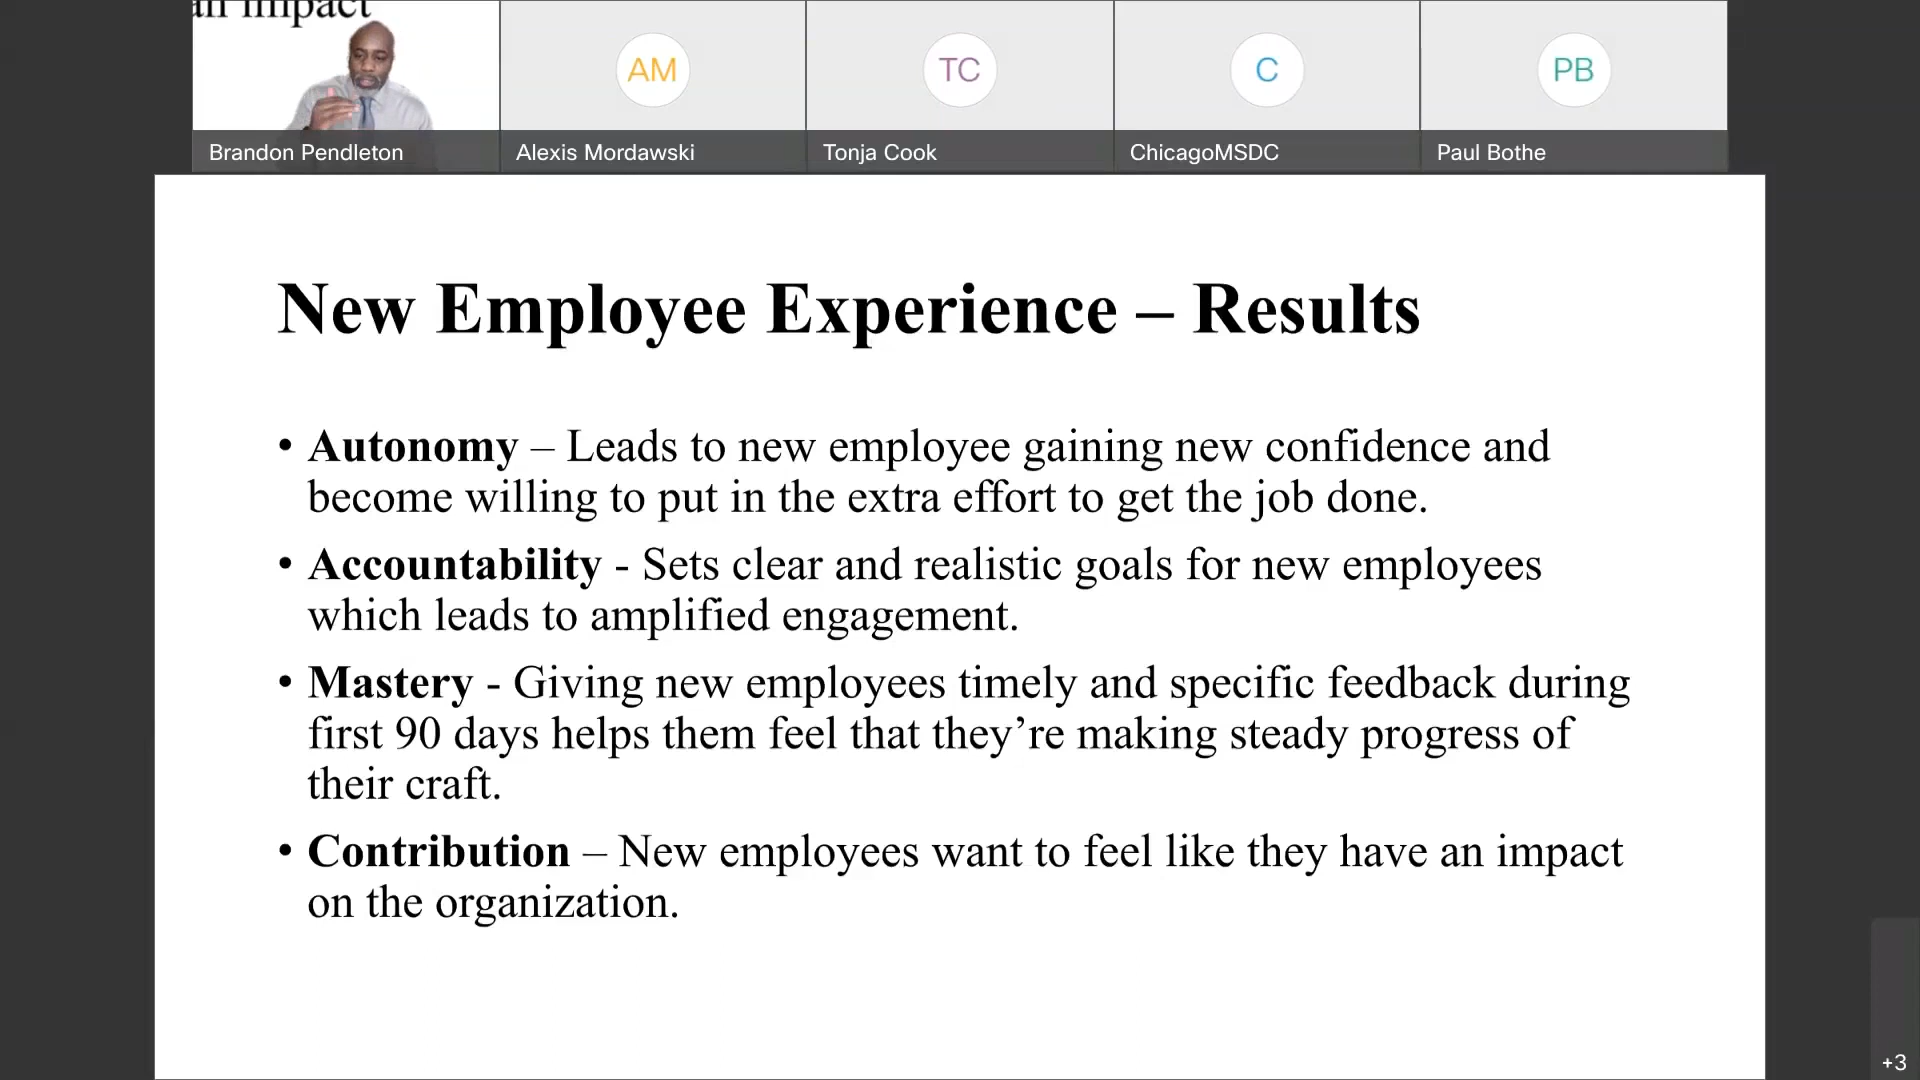 an impact
AM
TC
C
PB
Brandon Pendleton
Alexis Mordawski
Tonja Cook
ChicagoMSDC
Paul Bothe
New Employee Experience – Results
• Autonomy – Leads to new employee gaining new confidence and
become willing to put in the extra effort to get the job done.
• Accountability - Sets clear and realistic goals for new employees
which leads to amplified engagement.
• Mastery - Giving new employees timely and specific feedback during
first 90 days helps them feel that they’re making steady progress of
their craft.
• Contribution – New employees want to feel like they have an impact
on the organization.
+3